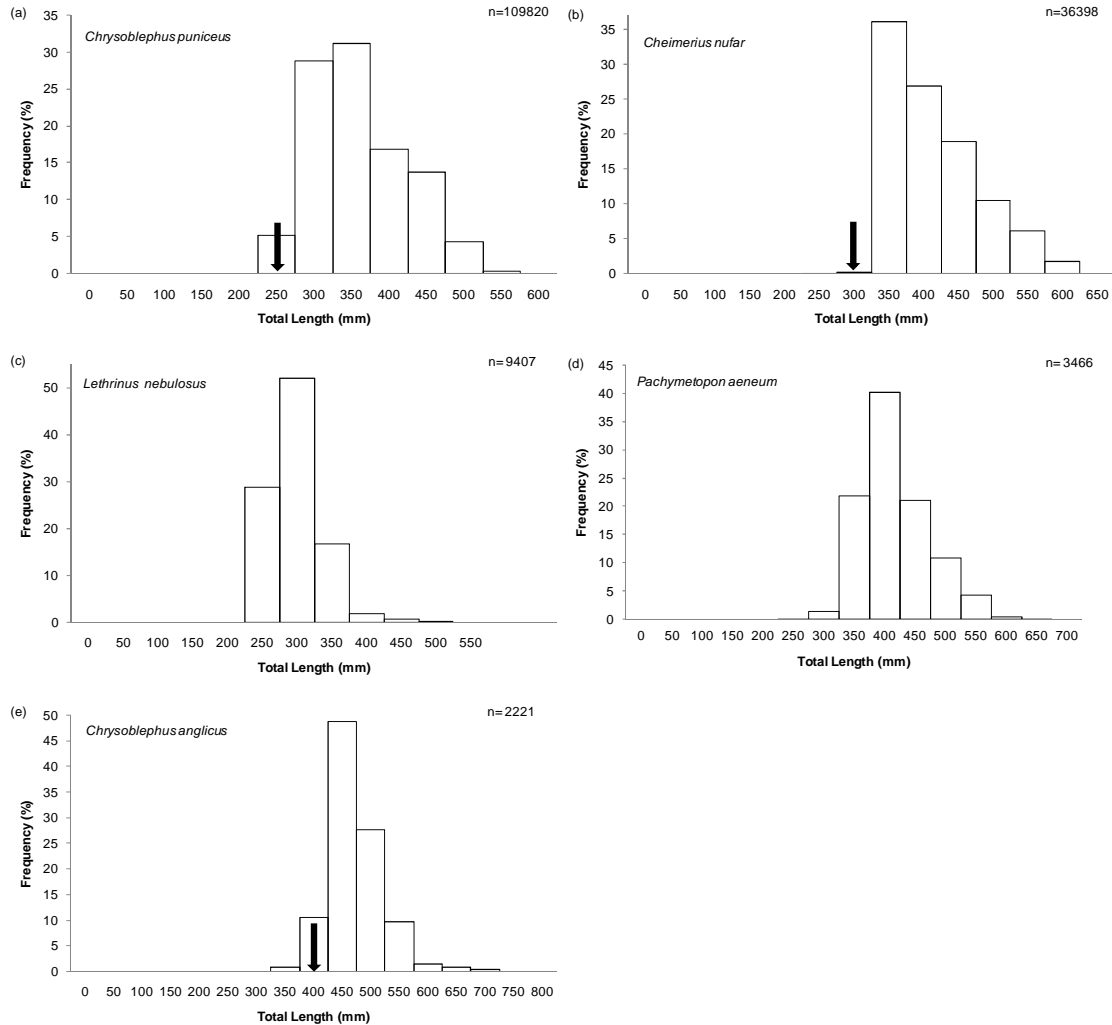 (a)
n=109820
Chrysoblephus puniceus
Frequency (%)
35
30
25
20
15
10
5
0
0 50 100 150 200 250 300 350 400 450 500 550 600
Total Length (mm)
(b)
n=36398
Cheimerius nufar
Frequency (%)
35
30
25
20
15
10
5
0
0 50 100 150 200 250 300 350 400 450 500 550 600 650
Total Length (mm)
(c)
n=9407
Lethrinus nebulosus
Frequency (%)
50
40
30
20
10
0
0 50 100 150 200 250 300 350 400 450 500 550
Total Length (mm)
(d)
n=3466
Pachymetopon aeneum
Frequency (%)
45
40
35
30
25
20
15
10
5
0
0 50 100 150 200 250 300 350 400 450 500 550 600 650 700
Total Length (mm)
(e)
n=2221
Chrysoblephus anglicus
Frequency (%)
50
45
40
35
30
25
20
15
10
5
0
0 50 100 150 200 250 300 350 400 450 500 550 600 650 700 750 800
Total Length (mm)